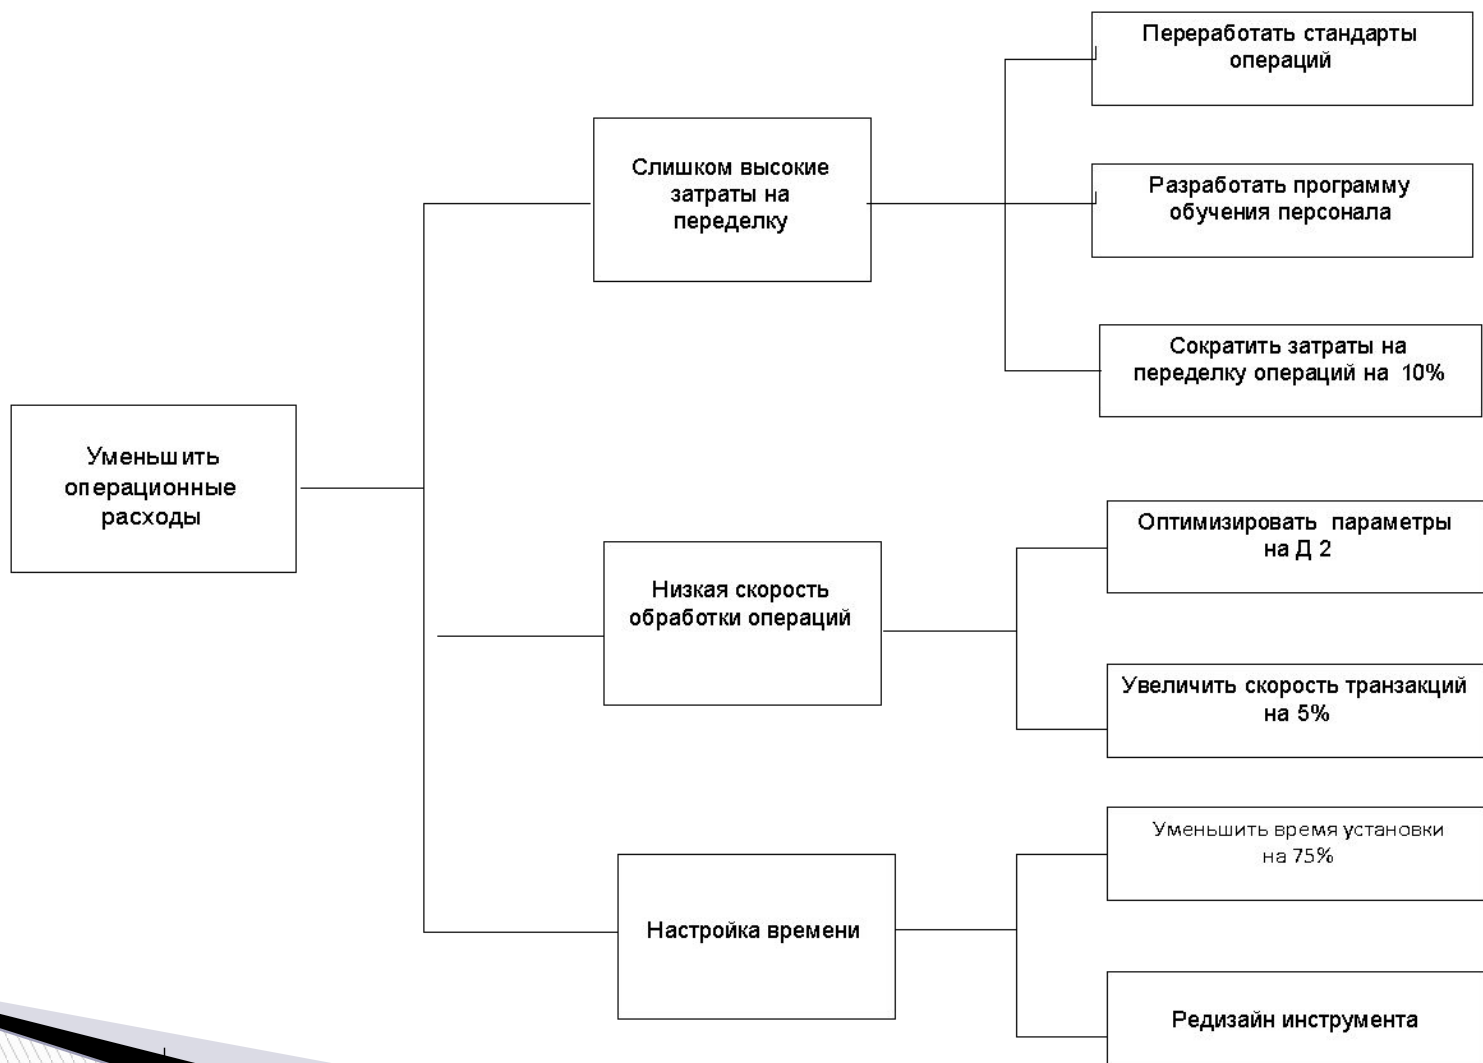 Переработать стандарты
операций
Слишком высокие
затраты на
переделку
Разработать программу
обучения персонала
Сократить затраты на
переделку операций на 10%
Уменьшить
операционные
расходы
Оптимизировать параметры
на Д 2
Низкая скорость
обработки операций
Увеличить скорость транзакций
на 5%
Уменьшить время установки
на 75%
Настройка времени
Редизайн инструмента